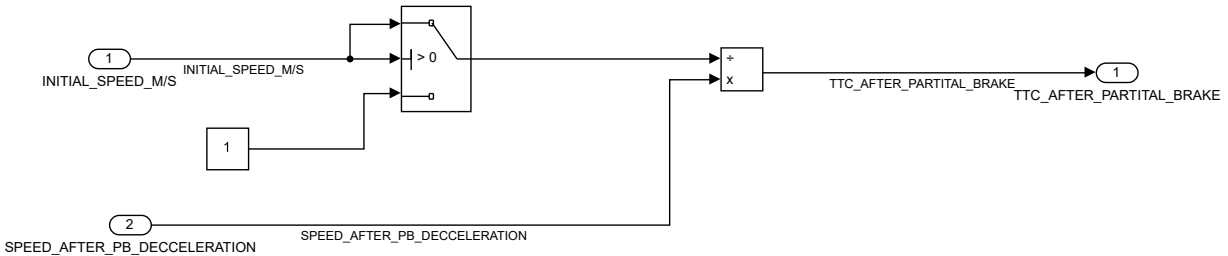 1
INITIAL_SPEED_M/S
INITIAL_SPEED_M/S
> 0
1
2
SPEED_AFTER_PB_DECCELERATION
SPEED_AFTER_PB_DECCELERATION
÷
x
TTC_AFTER_PARTITAL_BRAKE
1
TTC_AFTER_PARTITAL_BRAKE